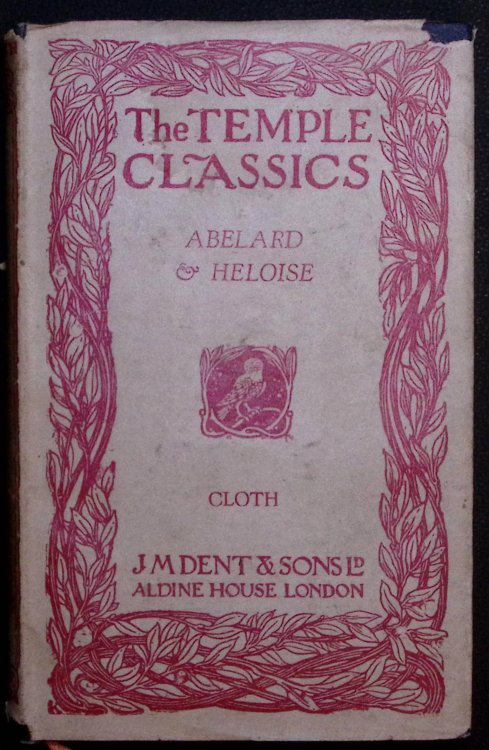 The TEMPLE
CLASSICS
ABELARD
& HELOISE
CLOTH
J M DENT & SONS LD
ALDINE HOUSE LONDON